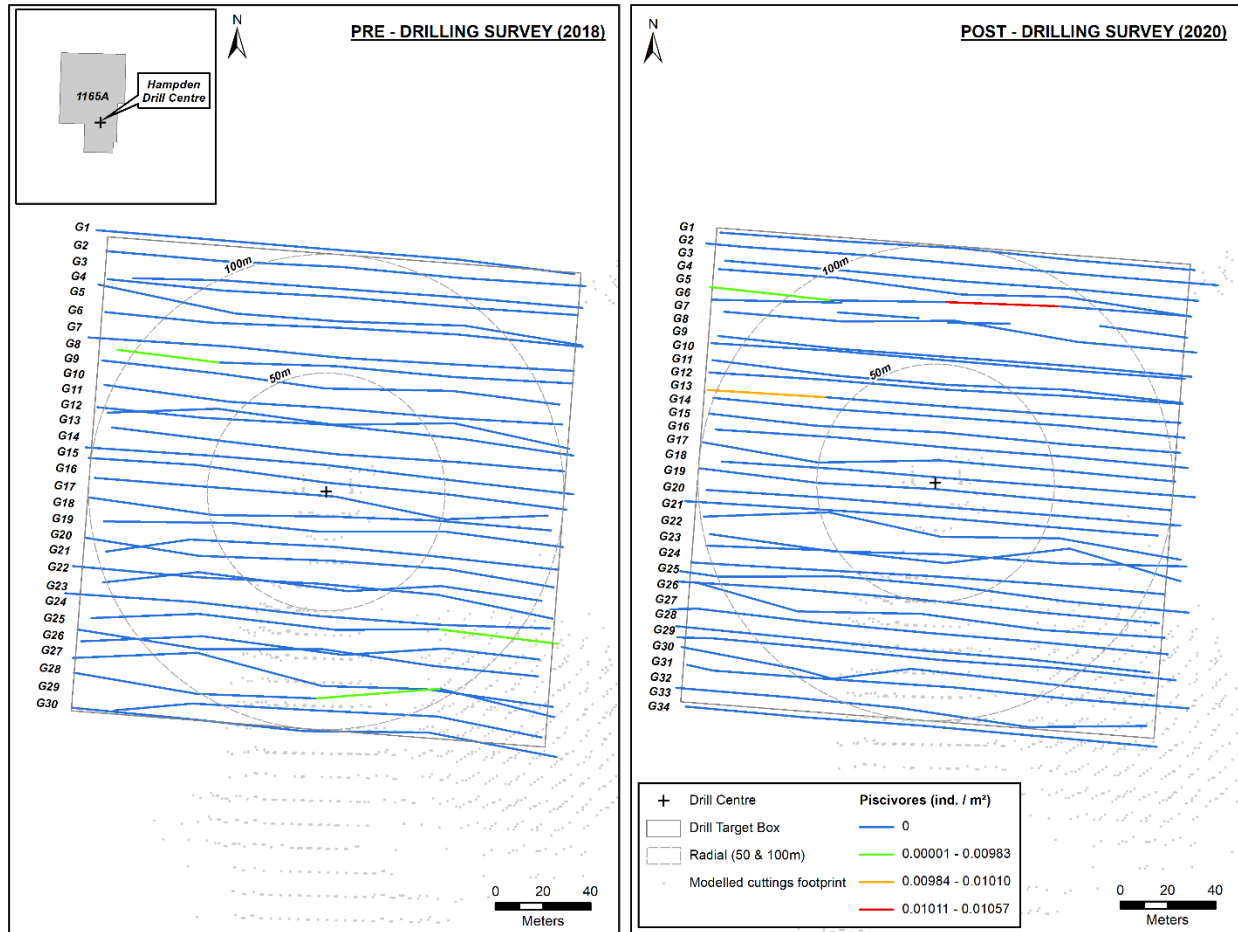 N
PRE - DRILLING SURVEY (2018)
1165A
Hampden
Drill Centre
G1
G2
G3
G4
G5
G6
G7
G8
G9
G10
G11
G12
G13
G14
G15
G16
G17
G18
G19
G20
G21
G22
G23
G24
G25
G26
G27
G28
G29
G30
100m
50m
0 20 40
Meters
N
POST - DRILLING SURVEY (2020)
G1
G2
G3
G4
G5
G6
G7
G8
G9
G10
G11
G12
G13
G14
G15
G16
G17
G18
G19
G20
G21
G22
G23
G24
G25
G26
G27
G28
G29
G30
G31
G32
G33
G34
100m
50m
Drill Centre
Drill Target Box
Radial (50 & 100m)
Modelled cuttings footprint
Piscivores (ind. / m²)
0
0.00001 - 0.00983
0.00984 - 0.01010
0.01011 - 0.01057
0 20 40
Meters